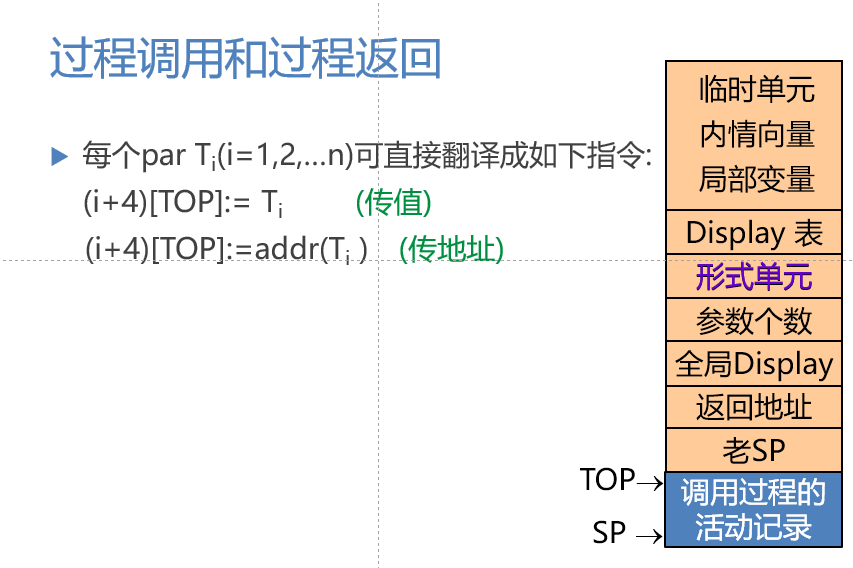 过程调用和过程返回
每个par Ti(i=1,2,…n)可直接翻译成如下指令:
(i+4)[TOP]:= Ti (传值)
(i+4)[TOP]:=addr(Ti ) (传地址)
临时单元
内情向量
局部变量
Display 表
形式单元
参数个数
全局Display
返回地址
老SP
TOP→
调用过程的
活动记录
SP →